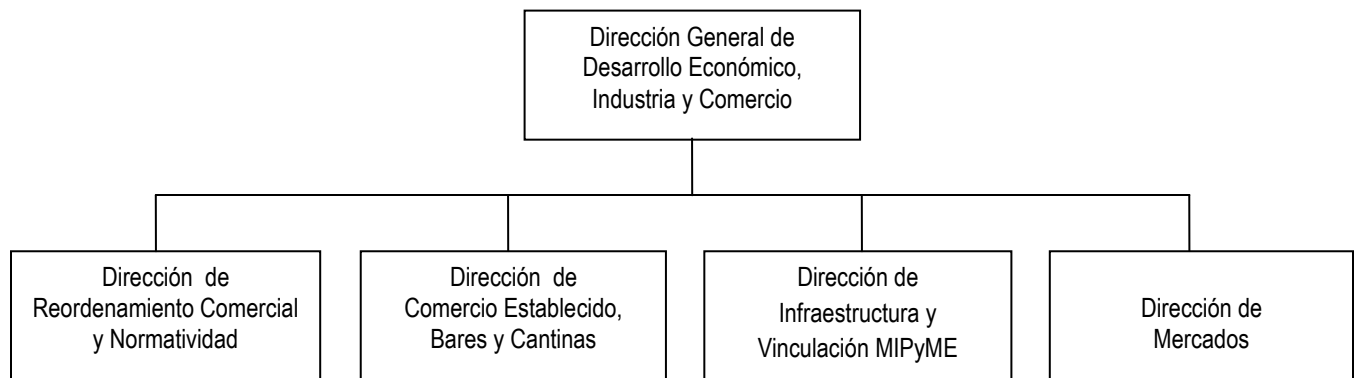 Dirección General de
Desarrollo Económico,
Industria y Comercio
Dirección de
Reordenamiento Comercial
y Normatividad
Dirección de
Comercio Establecido,
Bares y Cantinas
Dirección de
Infraestructura y
Vinculación MIPyME
Dirección de
Mercados